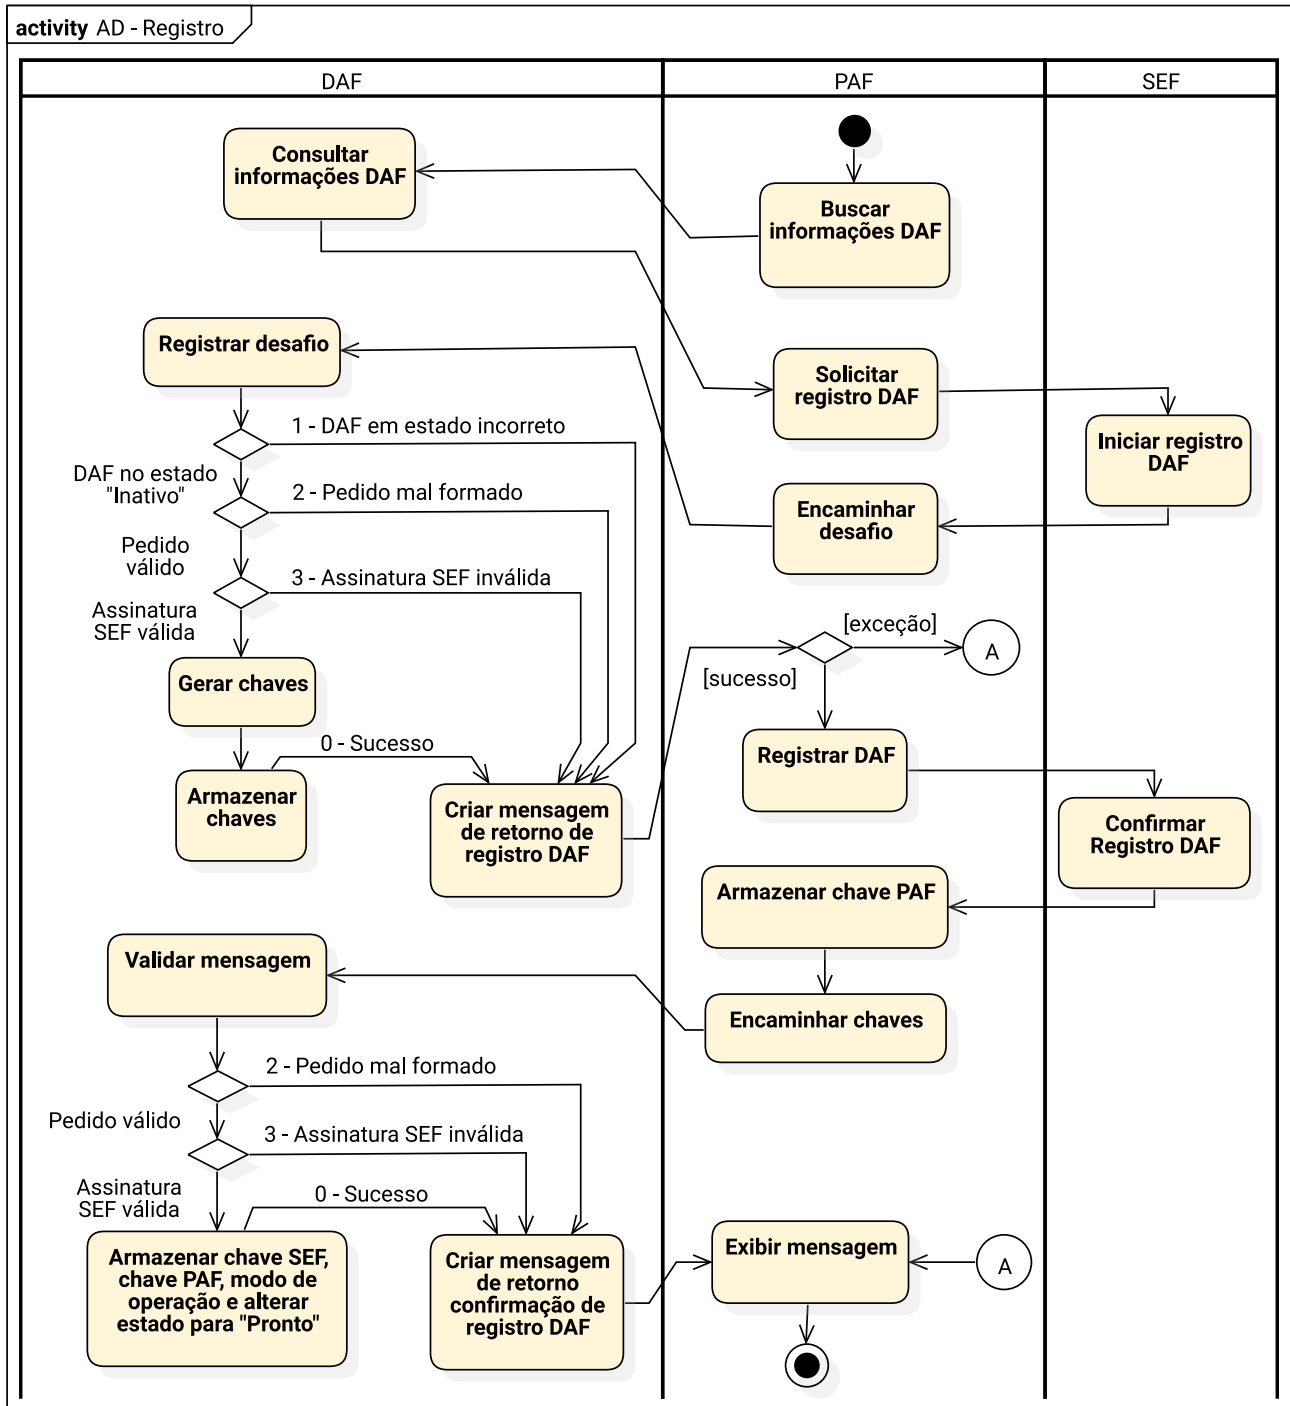 activity AD - Registro
DAF
PAF
SEF
Consultar
informações DAF
Buscar
informações DAF
Registrar desafio
Solicitar
registro DAF
Iniciar registro
DAF
1 - DAF em estado incorreto
DAF no estado
"Inativo"
2 - Pedido mal formado
Encaminhar
desafio
Pedido
válido
3 - Assinatura SEF inválida
Assinatura
SEF válida
[exceção]
A
[sucesso]
Gerar chaves
0 - Sucesso
Registrar DAF
Armazenar
chaves
Criar mensagem
de retorno de
registro DAF
Confirmar
Registro DAF
Armazenar chave PAF
Validar mensagem
Encaminhar chaves
2 - Pedido mal formado
Pedido válido
3 - Assinatura SEF inválida
Assinatura
SEF válida
0 - Sucesso
Armazenar chave SEF,
chave PAF, modo de
operação e alterar
estado para "Pronto"
Criar mensagem
de retorno
confirmação de
registro DAF
Exibir mensagem
A